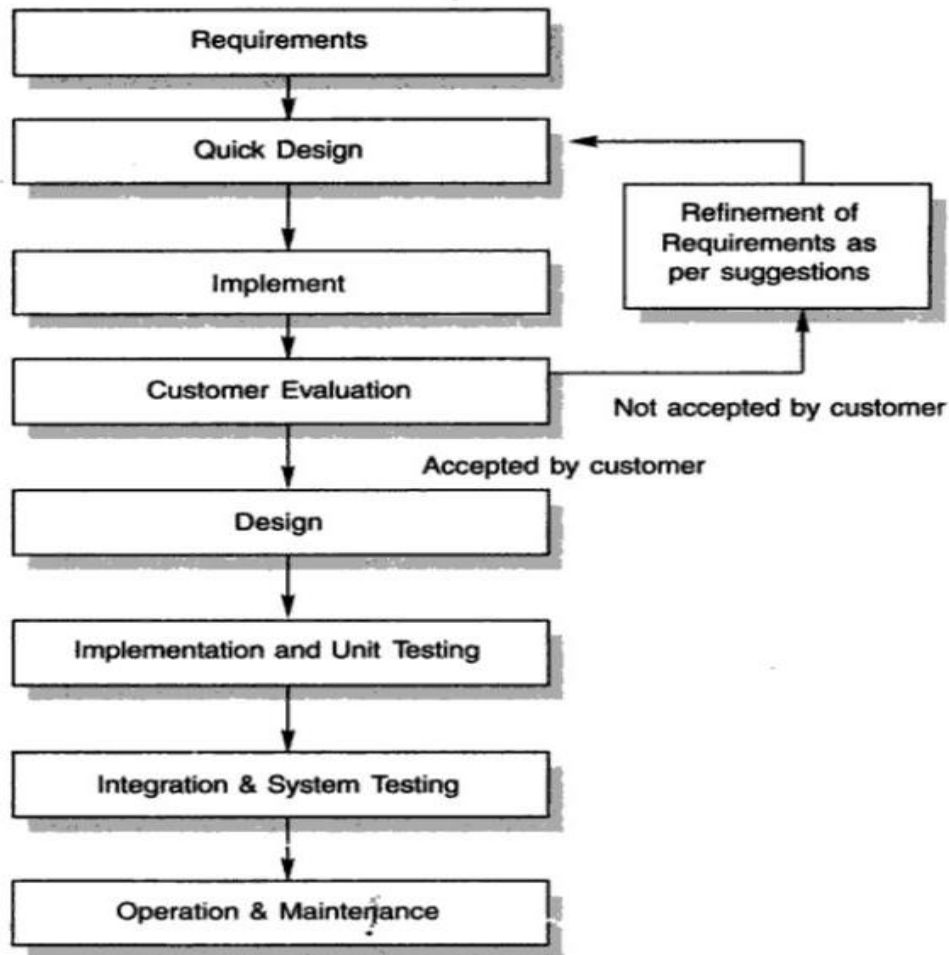 Requirements
Quick Design
Refinement of
Requirements as
per suggestions
Implement
Customer Evaluation
Not accepted by customer
Accepted by customer
Design
Implementation and Unit Testing
Integration & System Testing
Operation & Maintenance